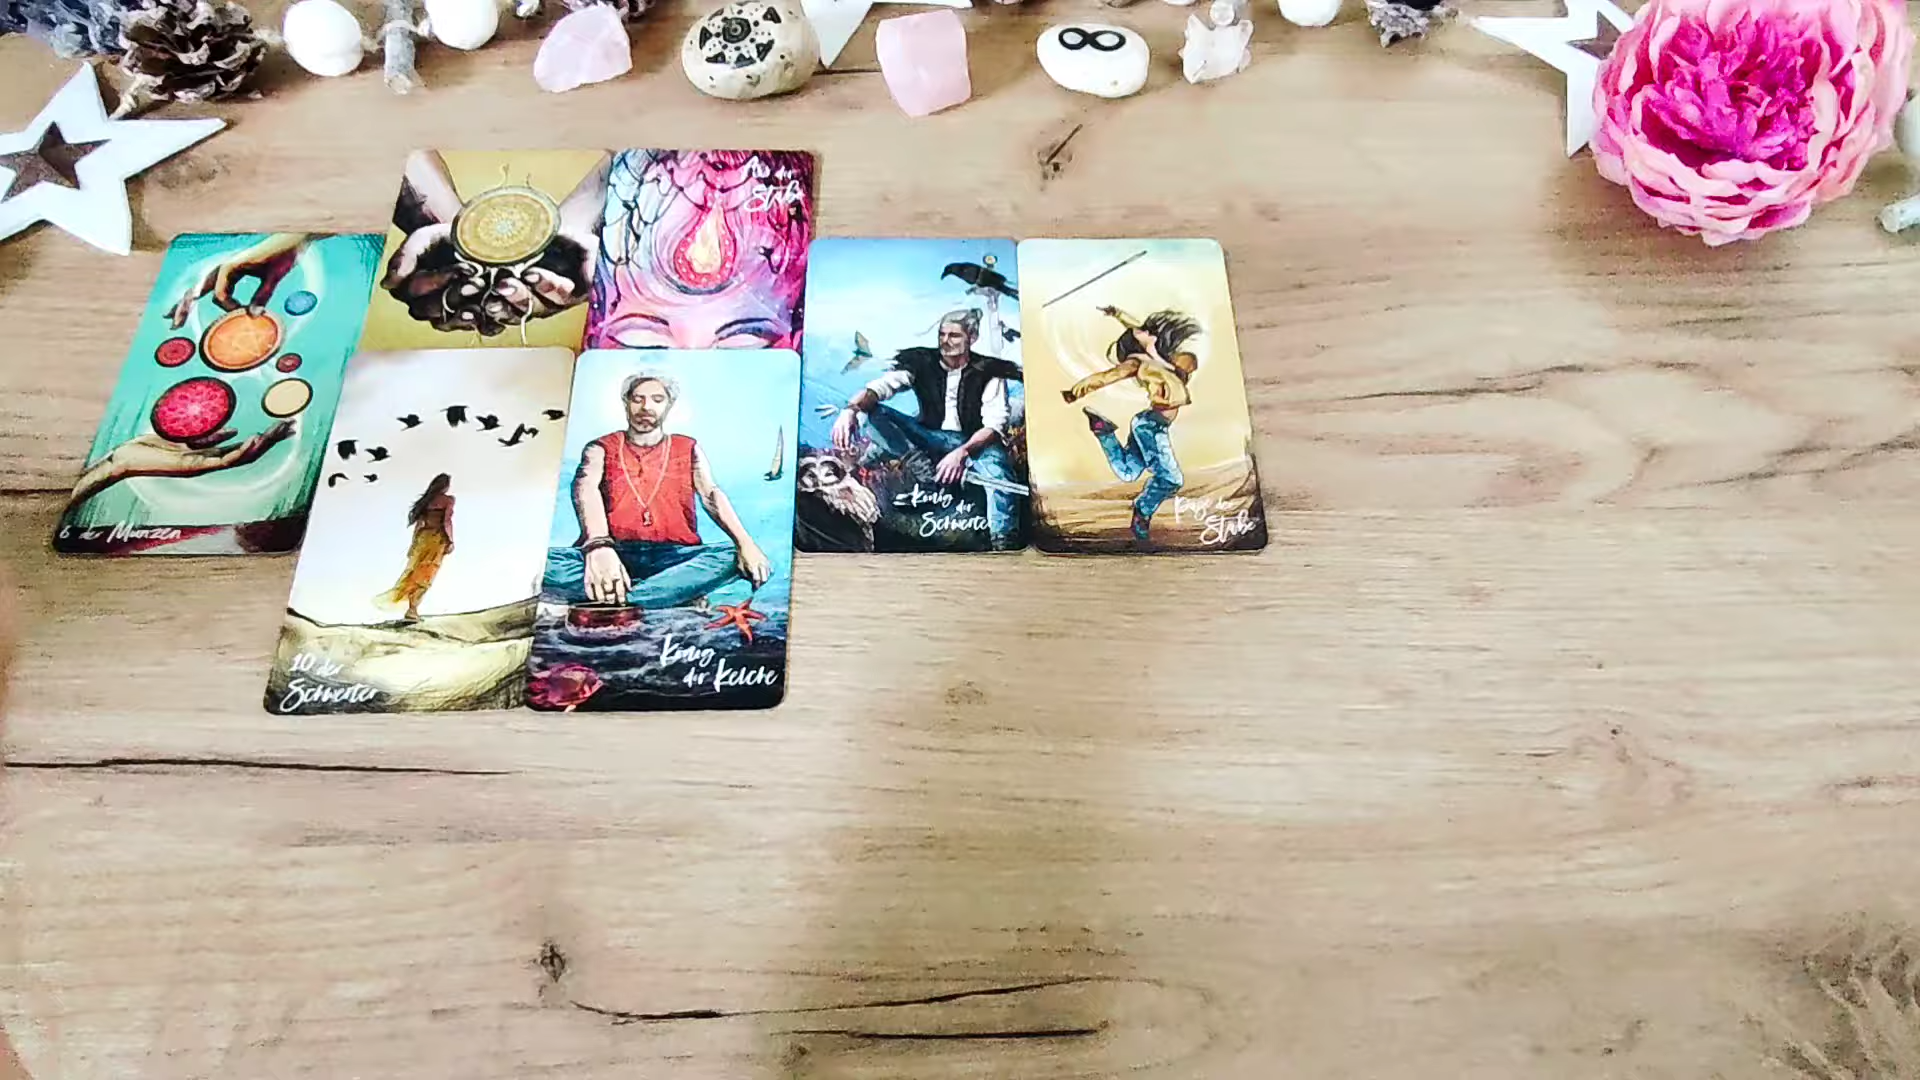 Ass der
Stäbe
6 der Münzen
10 der
Schwerter
König
der Kelche
König
der
Schwerter
Page der
Stäbe